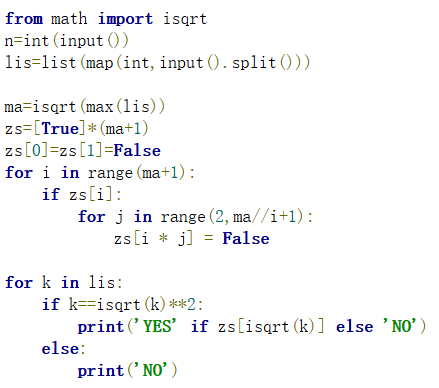 from math import isqrt
n=int(input())
lis=list(map(int,input().split()))

ma=isqrt(max(lis))
zs=[True]*(ma+1)
zs[0]=zs[1]=False
for i in range(ma+1):
    if zs[i]:
        for j in range(2,ma//i+1):
            zs[i * j] = False

for k in lis:
    if k==isqrt(k)**2:
        print('YES' if zs[isqrt(k)] else 'NO')
    else:
        print('NO')